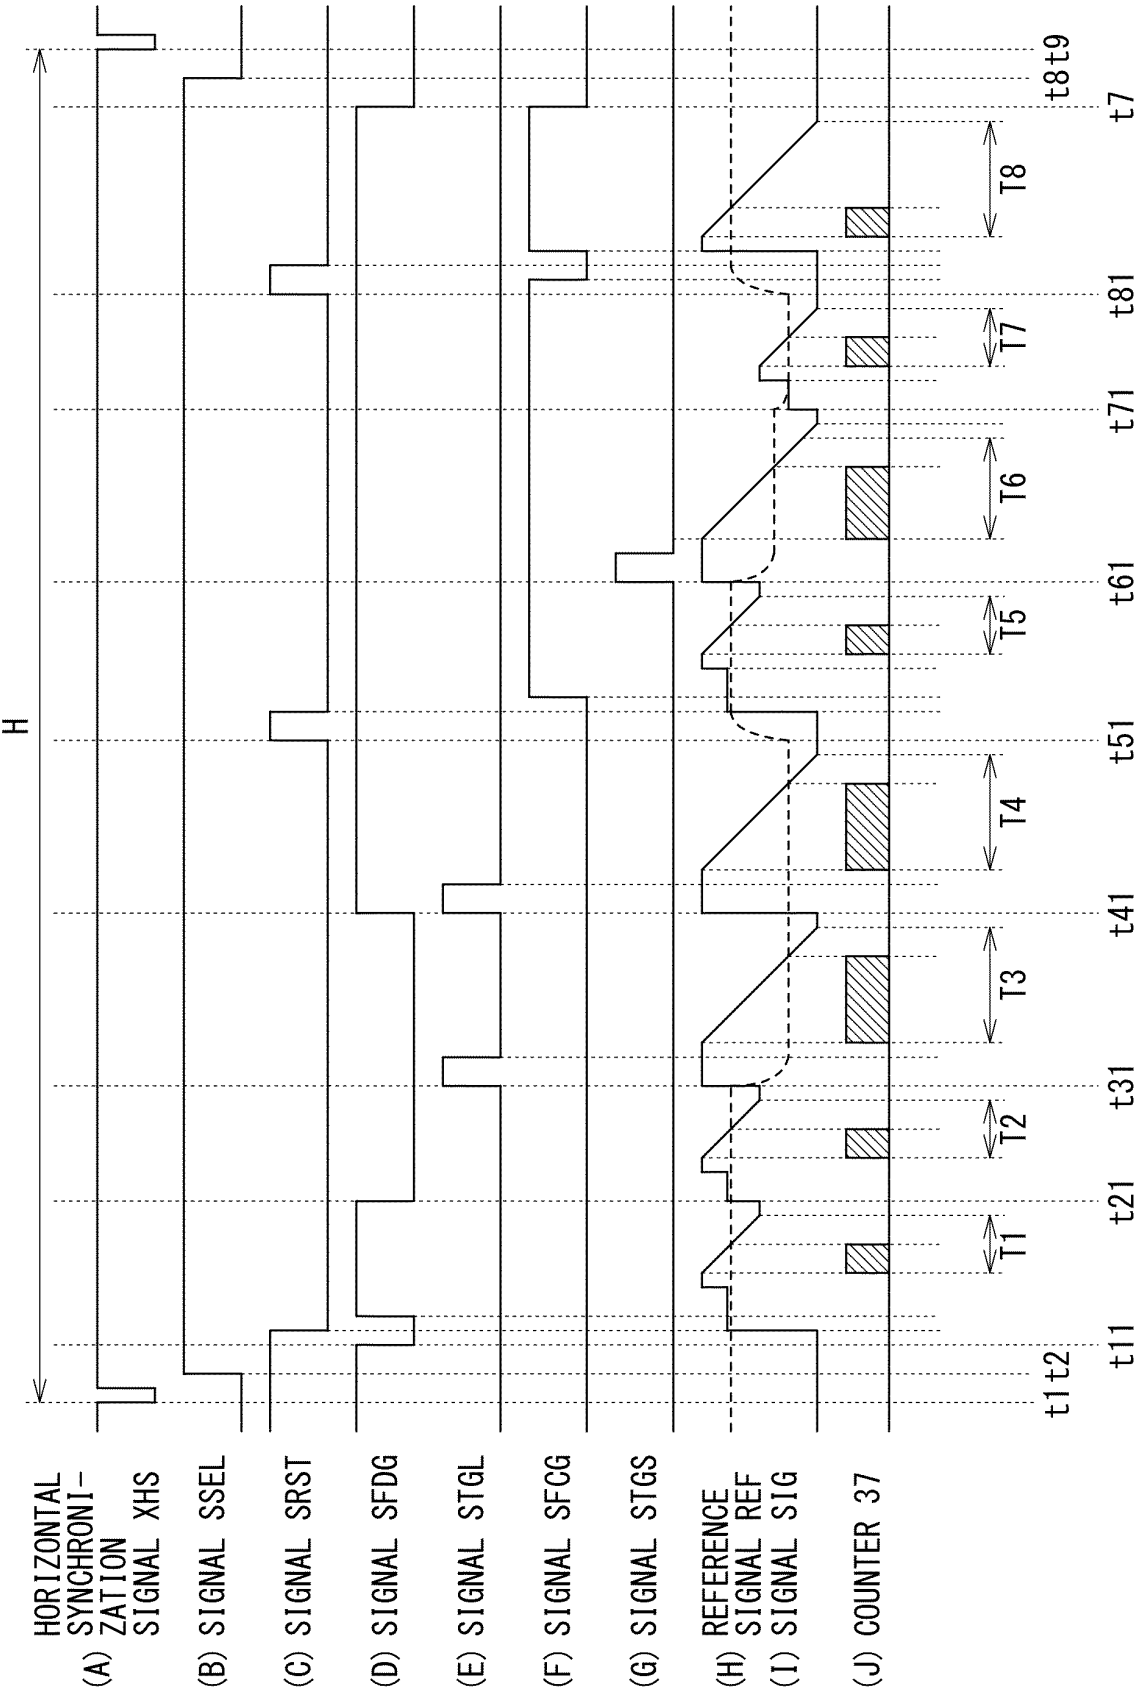 H
HORIZONTAL
SYNCHRONI-
(A) ZATION
SIGNAL XHS
(B) SIGNAL SSEL
(C) SIGNAL SRST
(D) SIGNAL SFDG
(E) SIGNAL STGL
(F) SIGNAL SFCG
(G) SIGNAL STGS
REFERENCE
(H) SIGNAL REF
(I) SIGNAL SIG
(J) COUNTER 37
T1 T2 T3 T4 T5 T6 T7 T8
t1 t2 t8 t9
t11 t21 t31 t41 t51 t61 t71 t81 t7